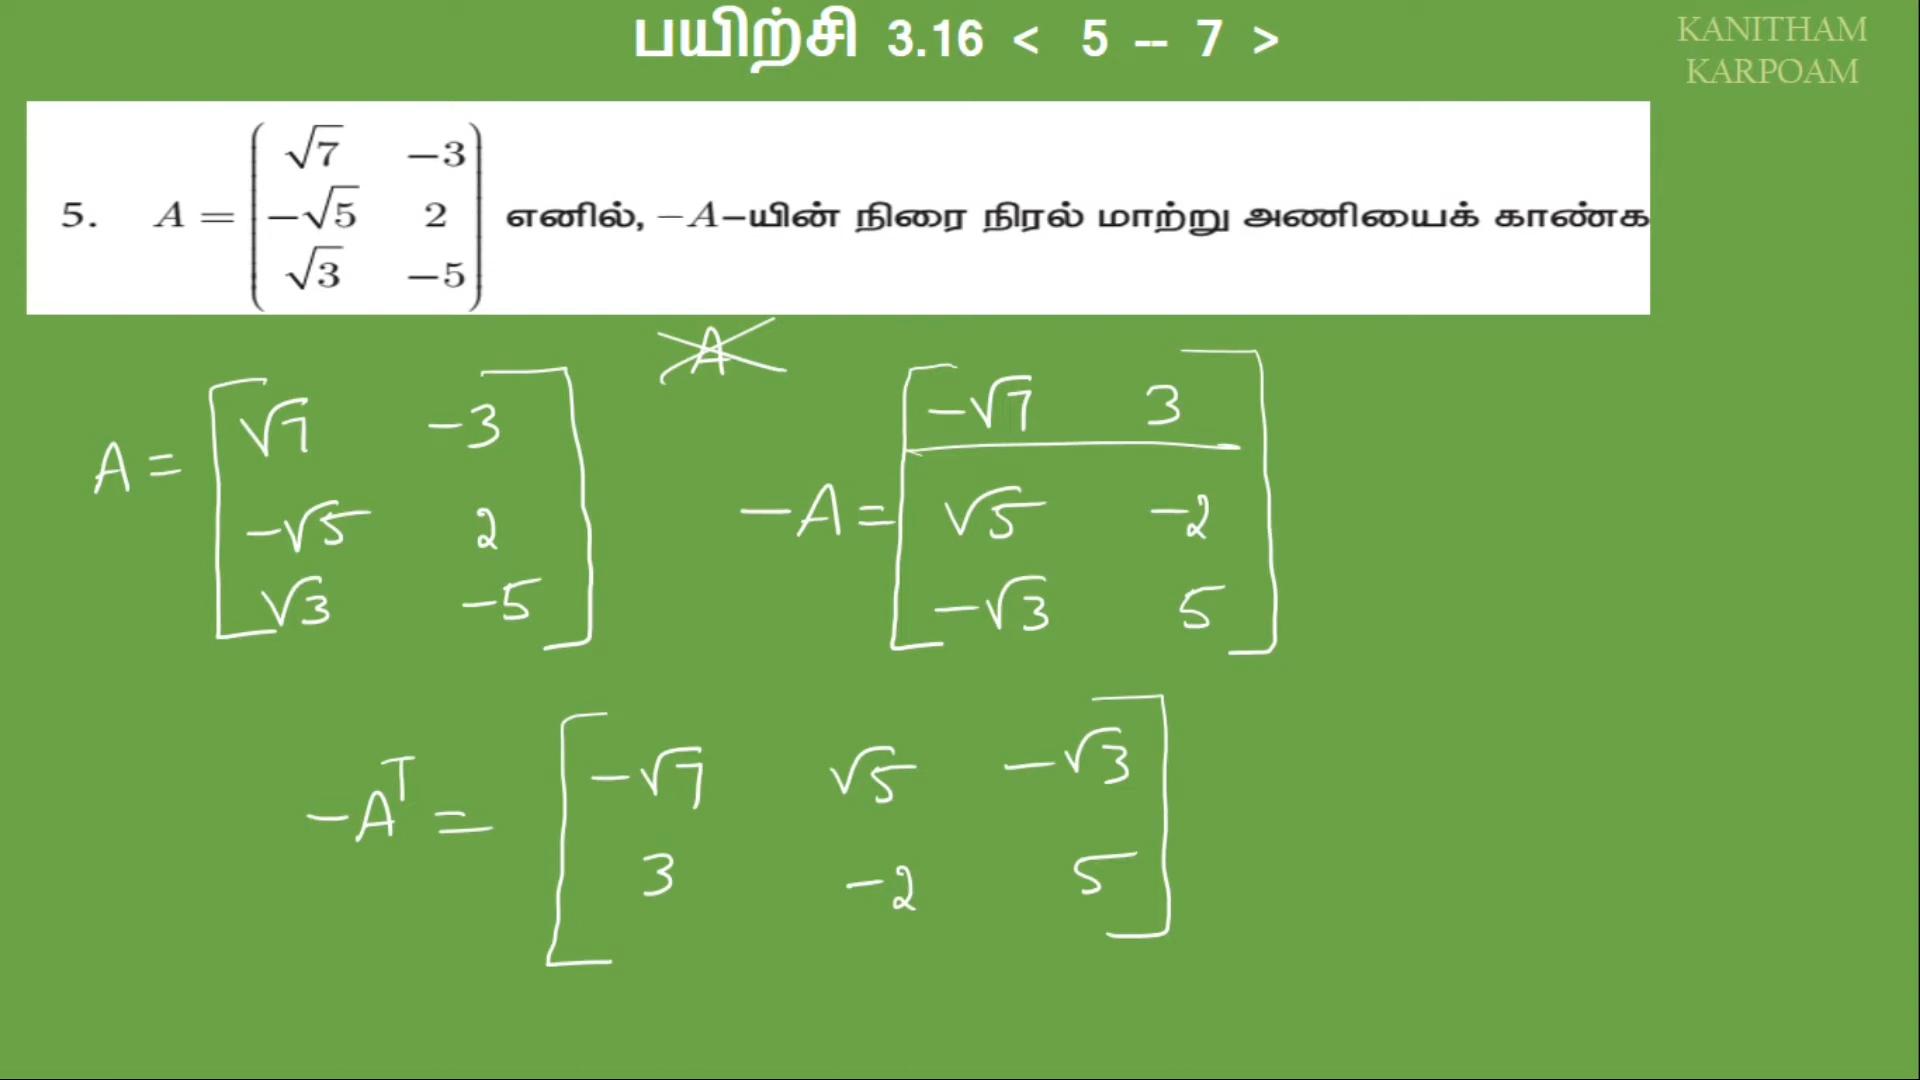 பயிற்சி 3.16 < 5 -- 7 >
KANITHAM
KARPOAM
5. A = ( √7 −3
−√5 2
√3 −5 ) எனில், −A−யின் நிரை நிரல் மாற்று அணியைக் காண்க
A
A = [ √7 -3
-√5 2
√3 -5 ]
-A = [ -√7 3
√5 -2
-√3 5 ]
-A^T = [ -√7 √5 -√3
3 -2 5 ]